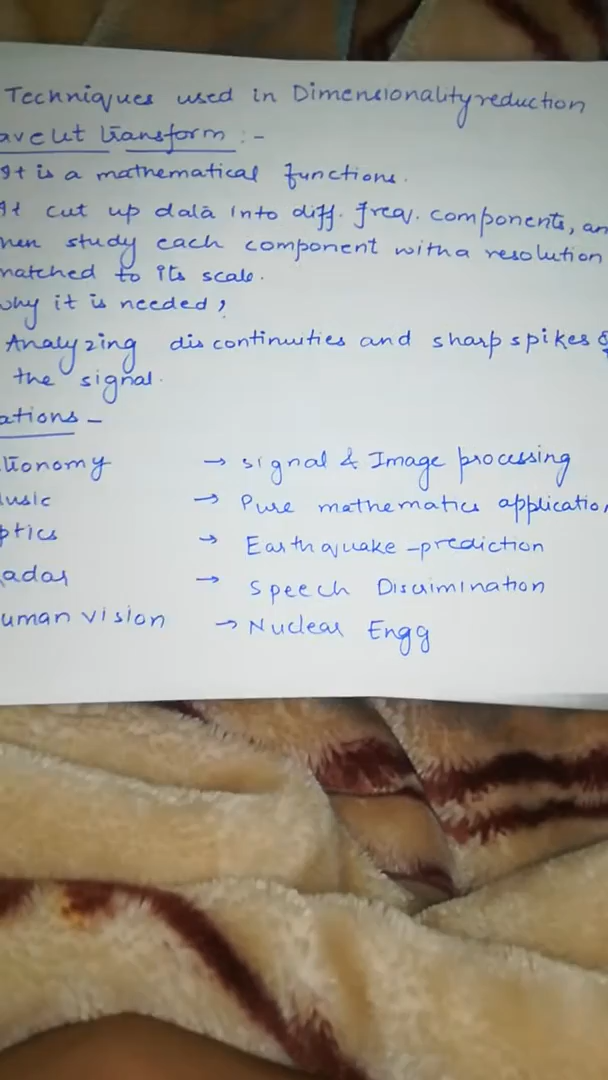 Techniques used in Dimensionality reduction
avelet transform :-
It is a mathematical functions.
It cut up data into diff. freq. components, an
hen study each component with a resolution
matched to its scale.
why it is needed?
Analyzing discontinuities and sharp spikes of
the signal.
ations -
tronomy → signal & Image processing
Music → Pure mathematics applicatio
ptics → Earthquake -prediction
adar → Speech Discrimination
uman vision → Nuclear Engg